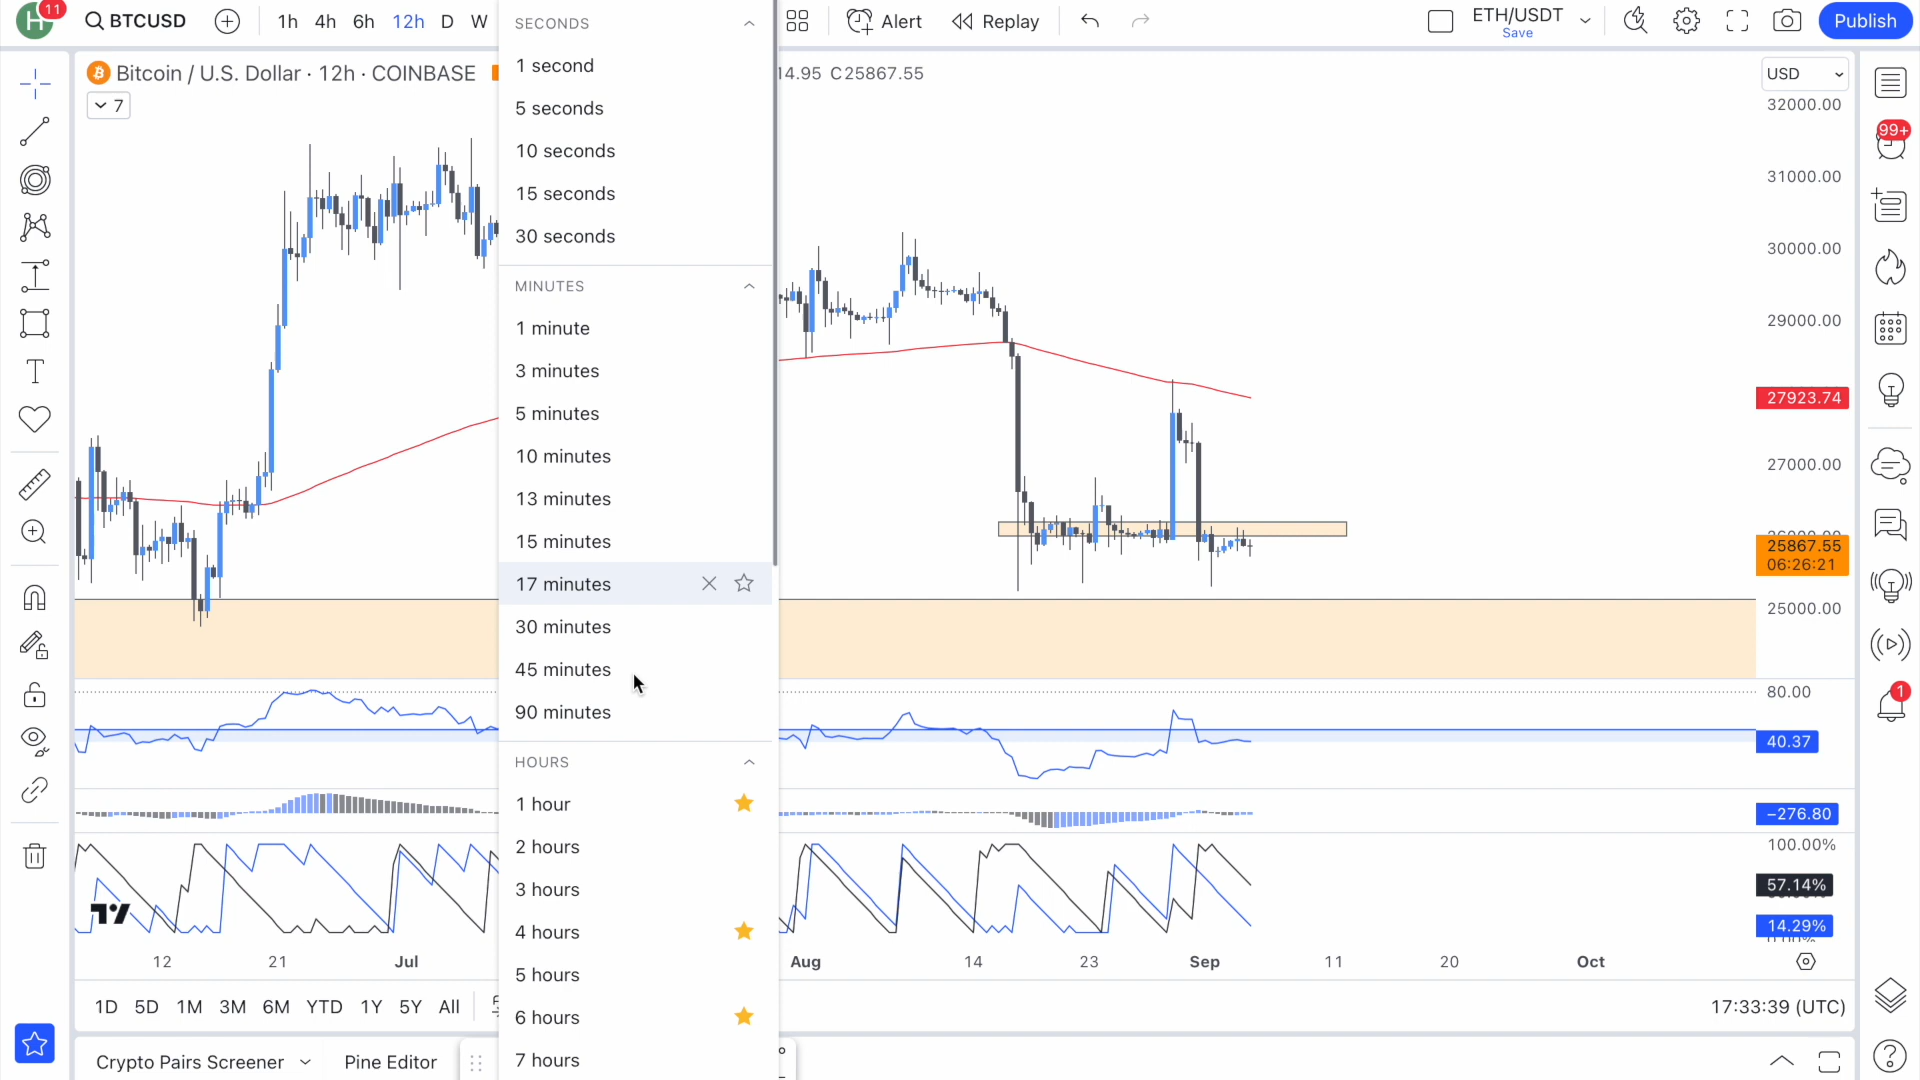 H 11 BTCUSD 1h 4h 6h 12h D W Alert Replay ETH/USDT Save Publish
Bitcoin / U.S. Dollar · 12h · COINBASE 14.95 C25867.55 USD
7
SECONDS
1 second
5 seconds
10 seconds
15 seconds
30 seconds
MINUTES
1 minute
3 minutes
5 minutes
10 minutes
13 minutes
15 minutes
17 minutes
30 minutes
45 minutes
90 minutes
HOURS
1 hour
2 hours
3 hours
4 hours
5 hours
6 hours
7 hours
32000.00
31000.00
30000.00
29000.00
27923.74
27000.00
25867.55
06:26:21
25000.00
80.00
40.37
−276.80
100.00%
57.14%
14.29%
99+
1
12 21 Jul Aug 14 23 Sep 11 20 Oct
1D 5D 1M 3M 6M YTD 1Y 5Y All 17:33:39 (UTC)
Crypto Pairs Screener Pine Editor